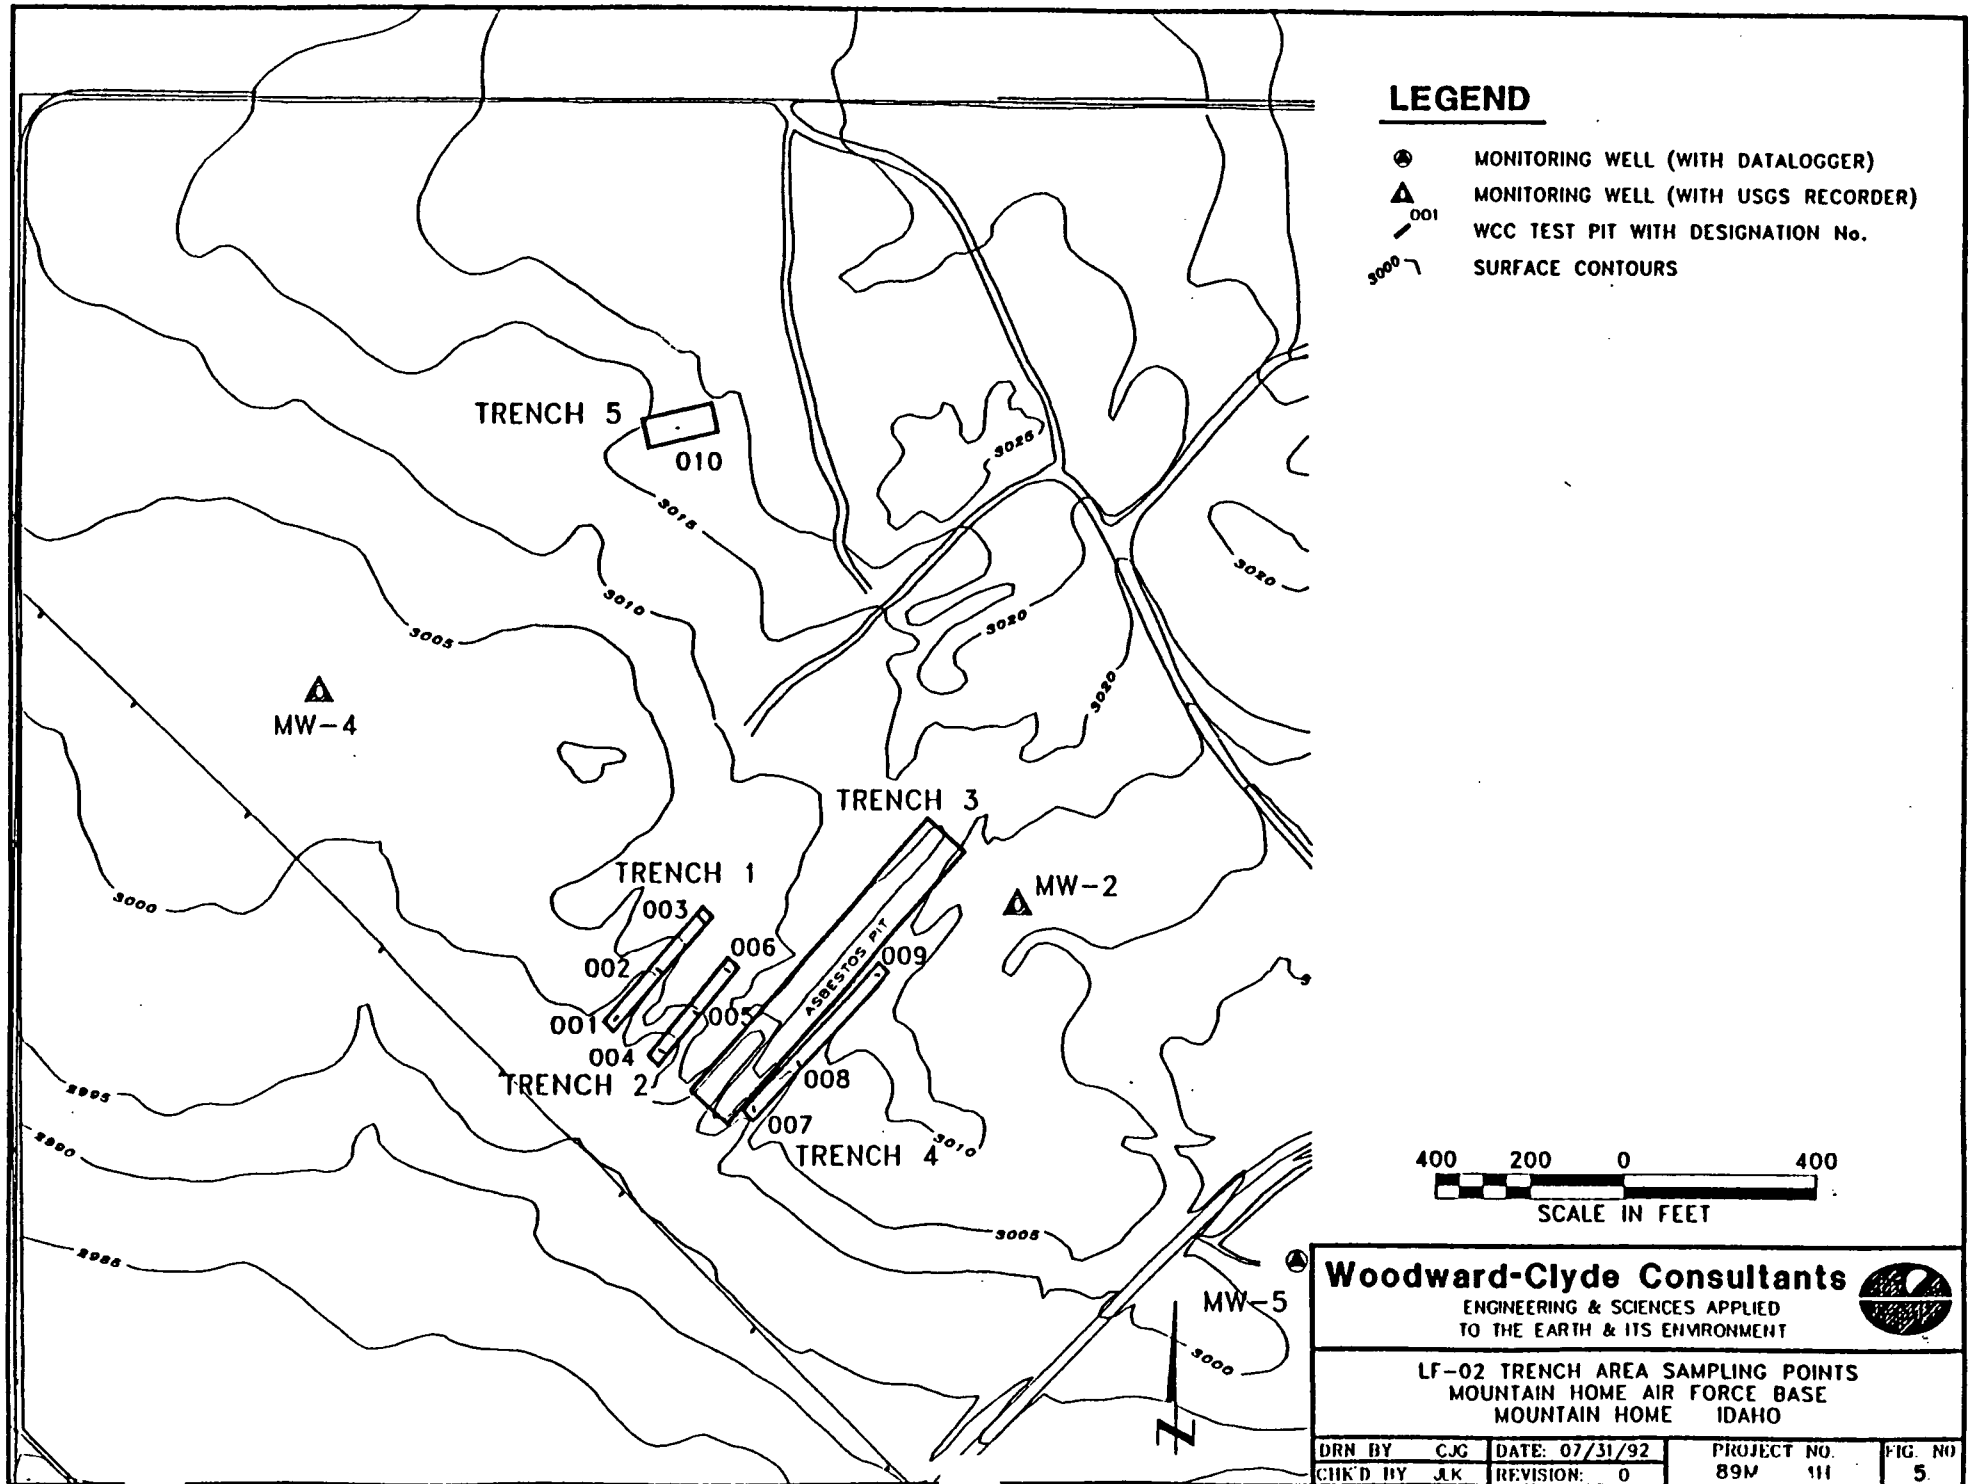 LEGEND
MONITORING WELL (WITH DATALOGGER)
MONITORING WELL (WITH USGS RECORDER)
001
WCC TEST PIT WITH DESIGNATION No.
3000
SURFACE CONTOURS
TRENCH 5
010
3025
3015
3020
3010
3020
3005
3020
MW-4
TRENCH 3
TRENCH 1
MW-2
3000
003
006
002
009
ASBESTOS PIT
001
005
004
TRENCH 2
008
2995
007
2990
3010
TRENCH 4
3005
2985
MW-5
3000
N
400 200 0 400
SCALE IN FEET
Woodward-Clyde Consultants
ENGINEERING & SCIENCES APPLIED
TO THE EARTH & ITS ENVIRONMENT
LF-02 TRENCH AREA SAMPLING POINTS
MOUNTAIN HOME AIR FORCE BASE
MOUNTAIN HOME IDAHO
DRN BY CJG
DATE: 07/31/92
PROJECT NO.
FIG. NO
CHK'D BY JLK
REVISION: 0
89M
5